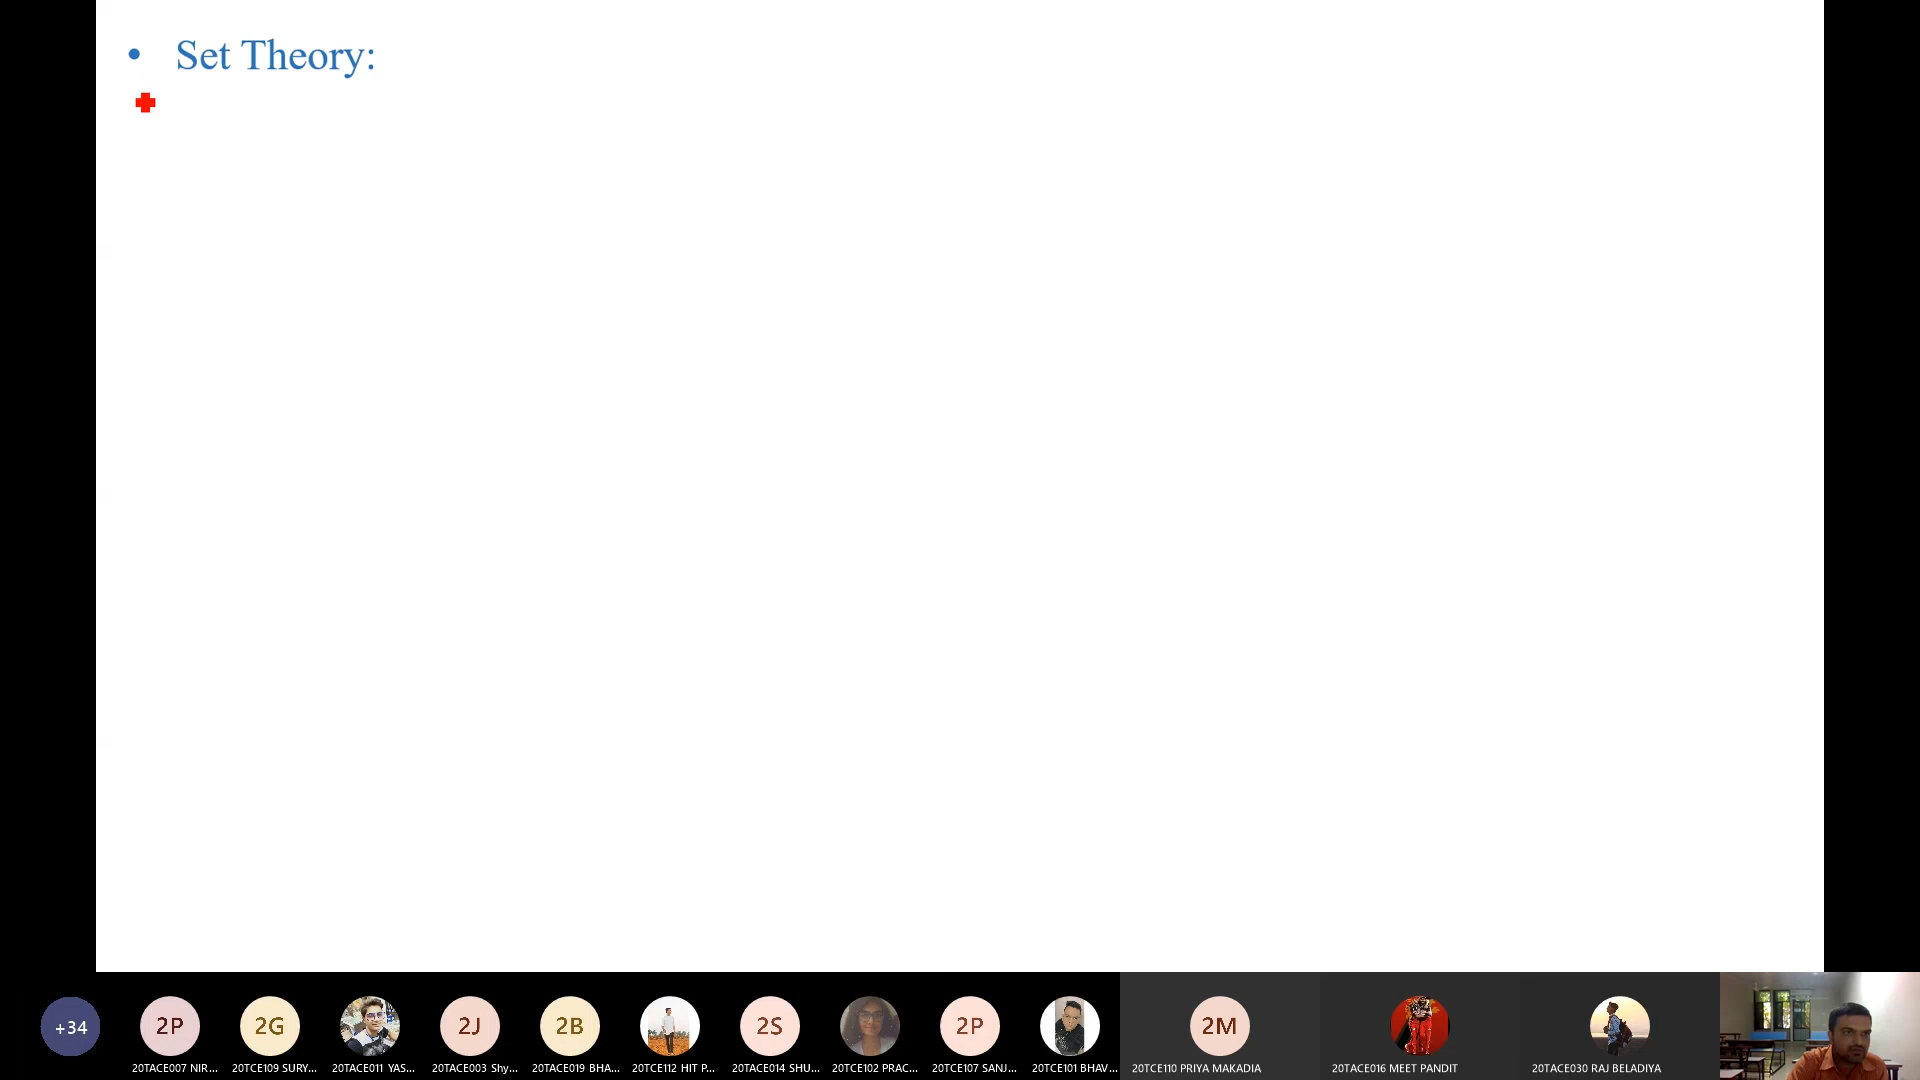 • Set Theory:
+34
2P
2G
2J
2B
2S
2P
2M
20TACE007 NIR...
20TCE109 SURY...
20TACE011 YAS...
20TACE003 Shy...
20TACE019 BHA...
20TCE112 HIT P...
20TACE014 SHU...
20TCE102 PRAC...
20TCE107 SANJ...
20TCE101 BHAV...
20TCE110 PRIYA MAKADIA
20TACE016 MEET PANDIT
20TACE030 RAJ BELADIYA